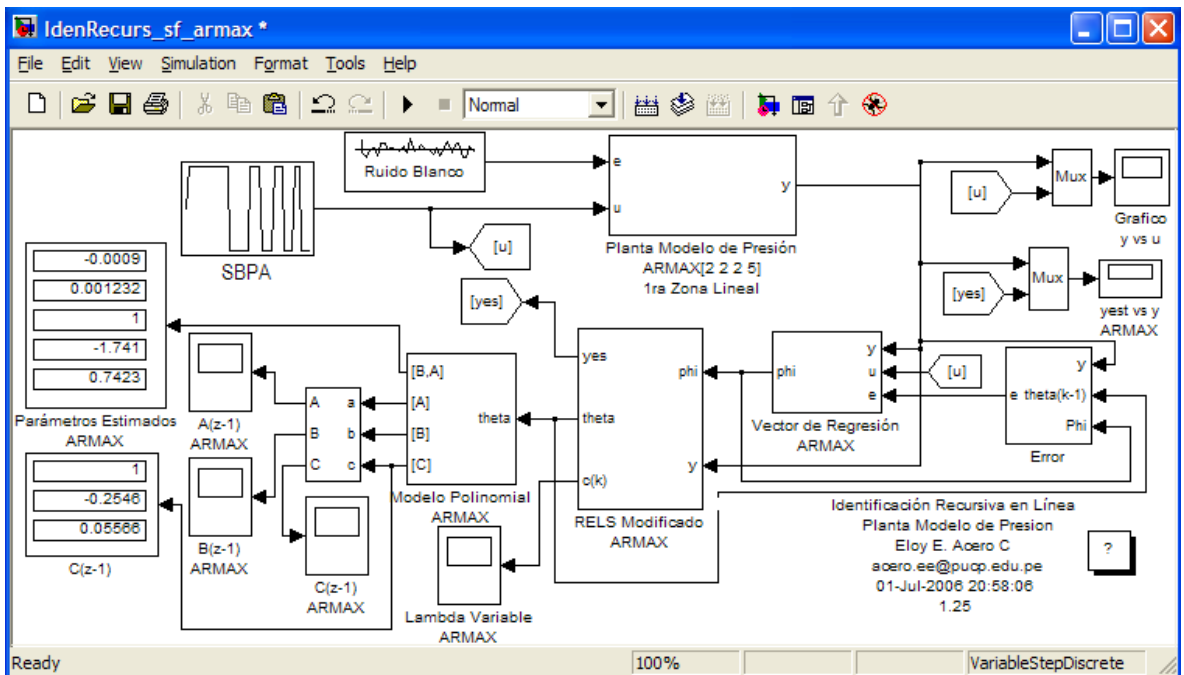 IdenRecurs_sf_armax *
File Edit View Simulation Format Tools Help
Normal
Ruido Blanco
SBPA
[u]
e
u
y
Planta Modelo de Presión
ARMAX[2 2 2 5]
1ra Zona Lineal
[u]
Mux
Grafico
y vs u
[yes]
Mux
yest vs y
ARMAX
-0.0009
0.001232
1
-1.741
0.7423
Parámetros Estimados
ARMAX
1
-0.2546
0.05566
C(z-1)
A(z-1)
ARMAX
B(z-1)
ARMAX
C(z-1)
ARMAX
A a
B b
C c
[B,A]
[A]
[B]
[C]
theta
Modelo Polinomial
ARMAX
Lambda Variable
ARMAX
[yes]
yes
theta
c(k)
phi
y
RELS Modificado
ARMAX
phi
y
u
e
Vector de Regresión
ARMAX
[u]
y
e theta(k-1)
Phi
Error
Identificación Recursiva en Línea
Planta Modelo de Presion
Eloy E. Acero C
acero.ee@pucp.edu.pe
01-Jul-2006 20:58:06
1.25
?
Ready
100%
VariableStepDiscrete